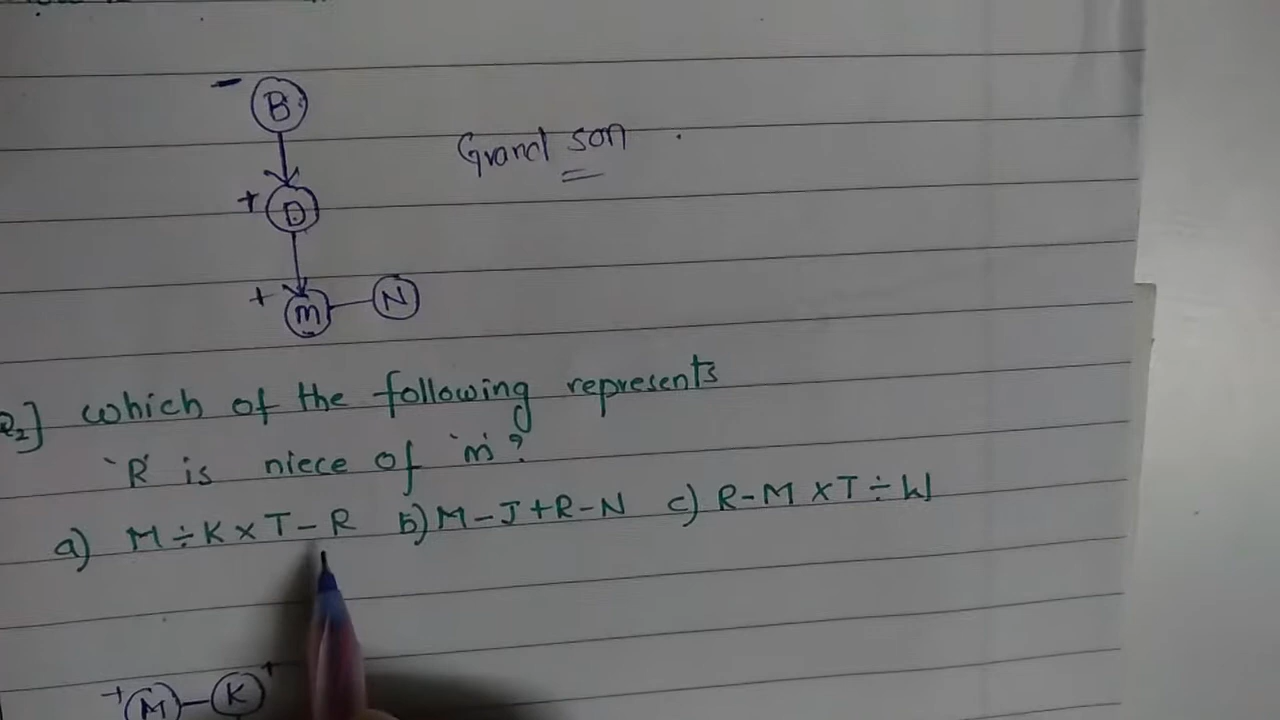 - B
Grand son
+ D
+ m N
Q2] which of the following represents
'R' is niece of 'm'?
a) M÷K×T-R b) M-J+R-N c) R-M×T÷W
+ M K +